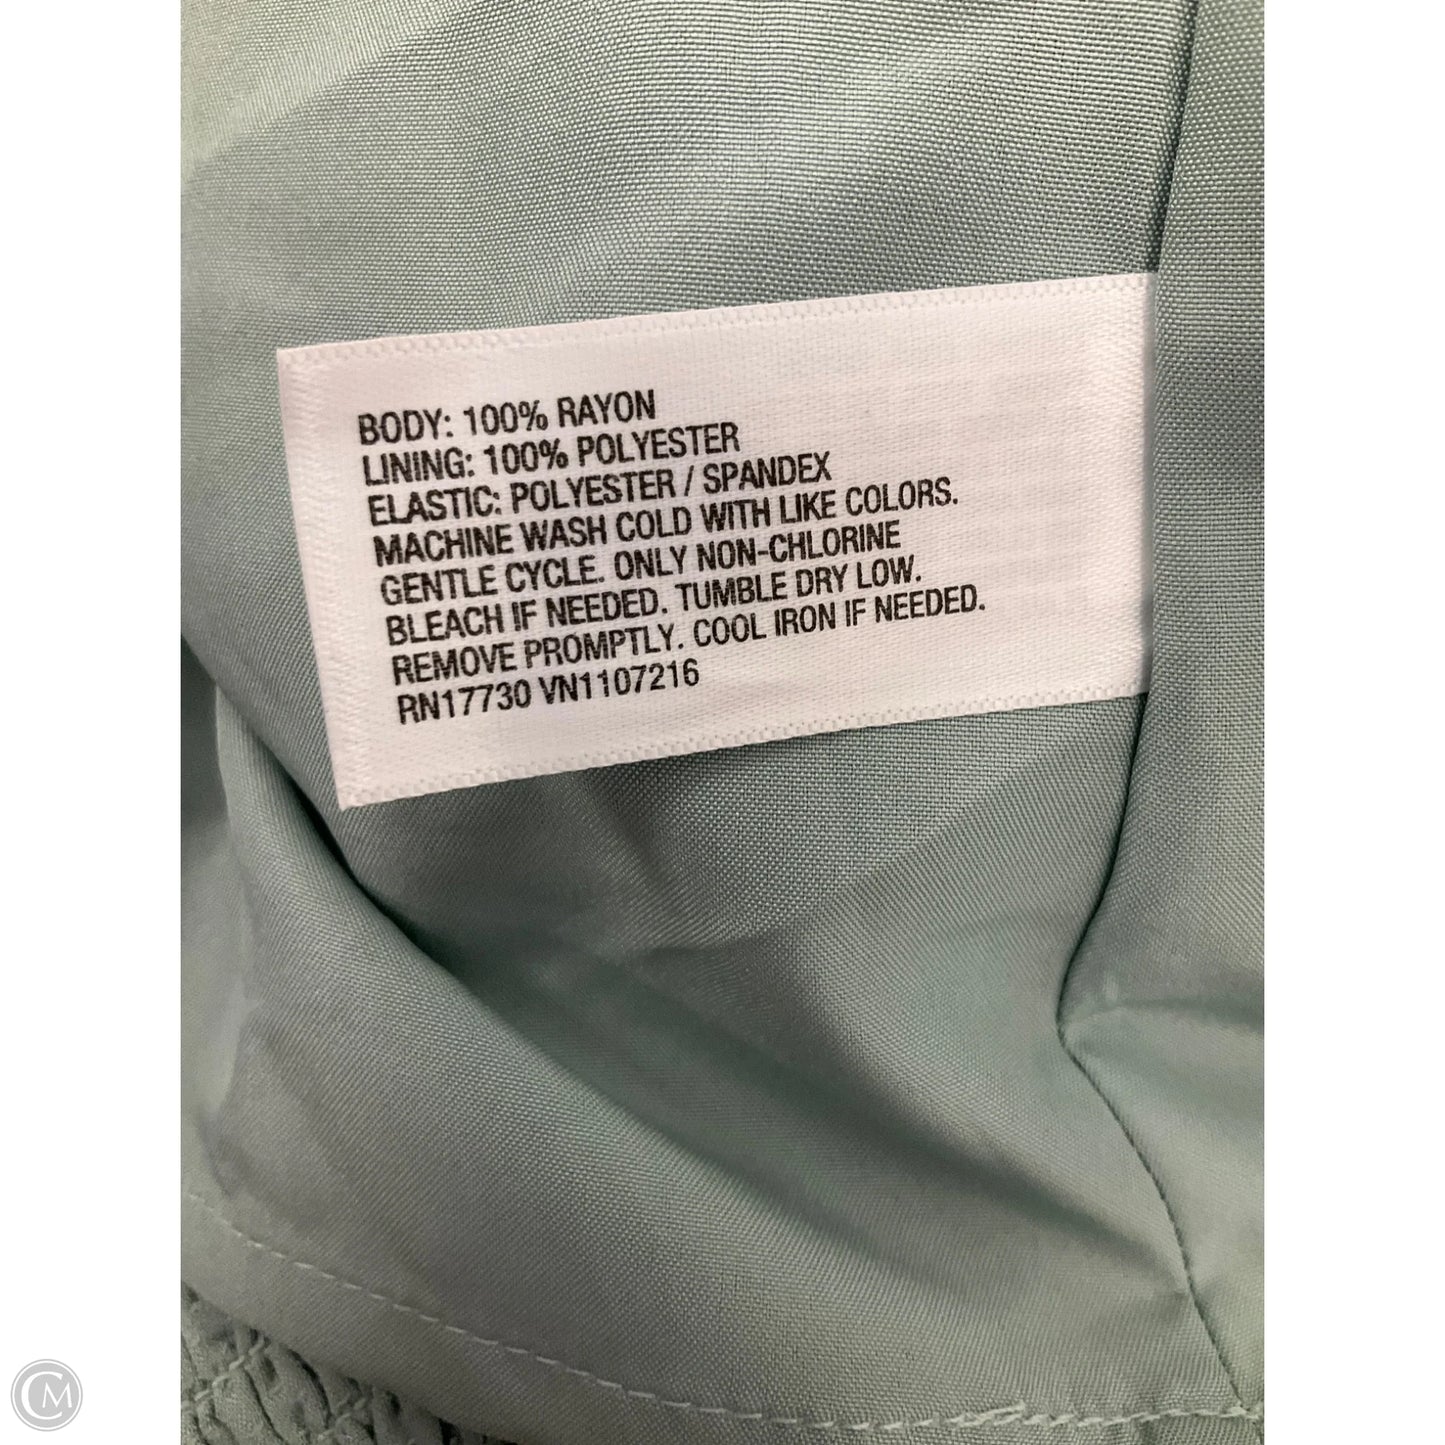 BODY: 100% RAYON
LINING: 100% POLYESTER
ELASTIC: POLYESTER / SPANDEX
MACHINE WASH COLD WITH LIKE COLORS.
GENTLE CYCLE. ONLY NON-CHLORINE
BLEACH IF NEEDED. TUMBLE DRY LOW.
REMOVE PROMPTLY. COOL IRON IF NEEDED.
RN17730 VN1107216
CM